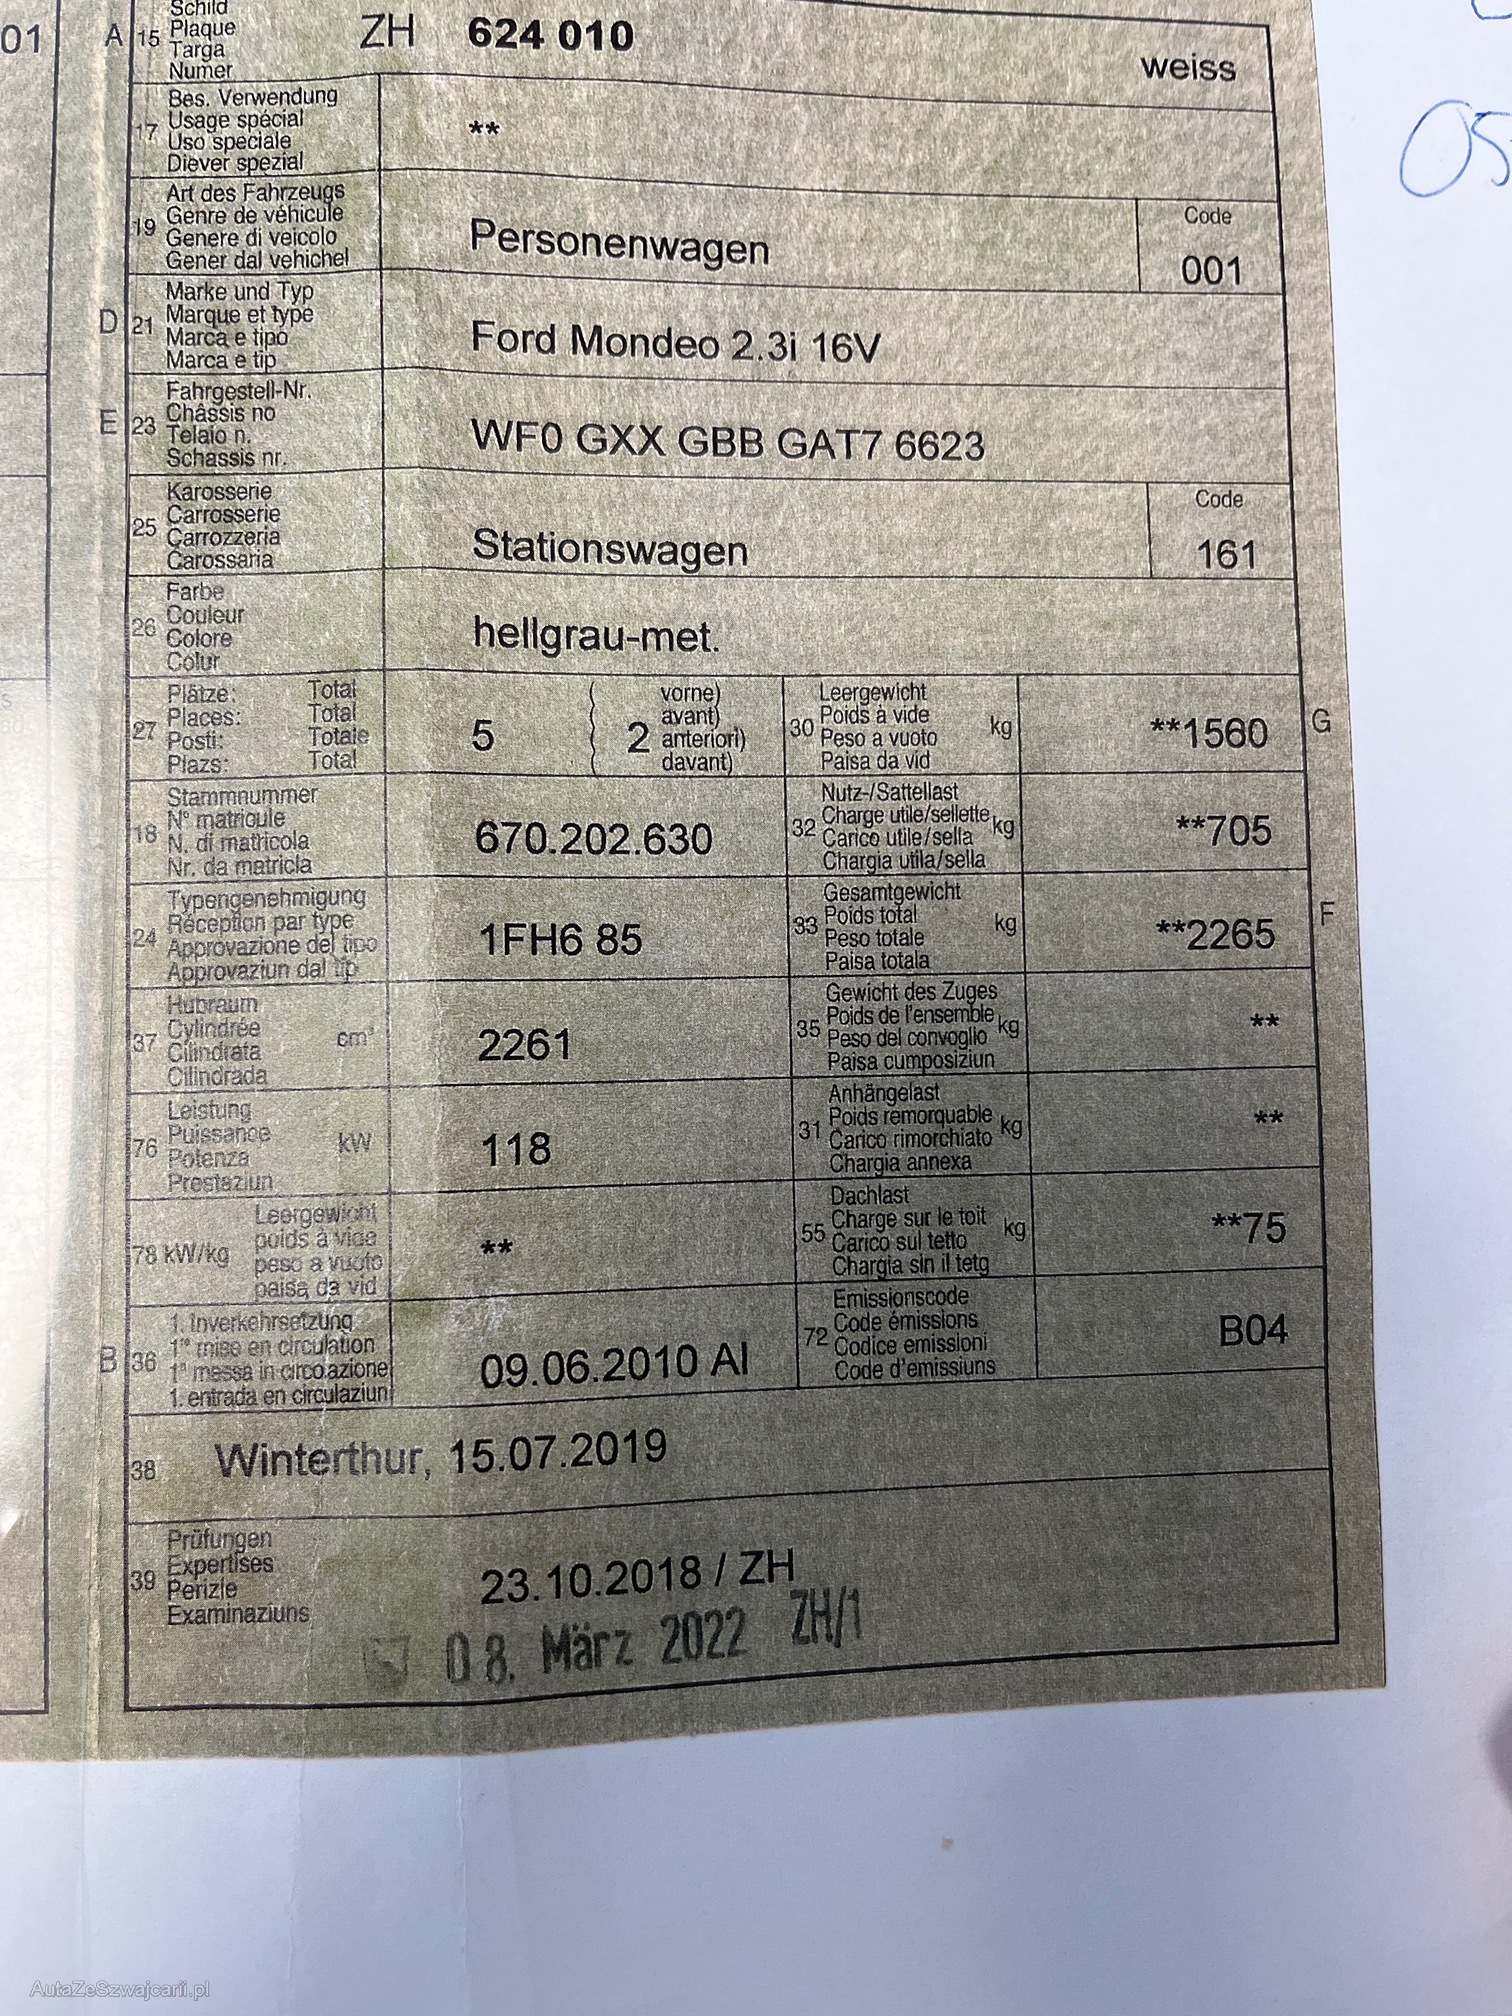 01
A 15 Schild
Plaque
Targa
Numer
ZH 624 010
weiss
17 Bes. Verwendung
Usage spécial
Uso speciale
Diever spezial
**
05
19 Art des Fahrzeugs
Genre de véhicule
Genere di veicolo
Gener dal vehichel
Personenwagen
Code
001
D 21 Marke und Typ
Marque et type
Marca e tipo
Marca e tip
Ford Mondeo 2.3i 16V
E 23 Fahrgestell-Nr.
Châssis no
Telaio n.
Schassis nr.
WF0 GXX GBB GAT7 6623
25 Karosserie
Carrosserie
Carrozzeria
Carossaria
Stationswagen
Code
161
26 Farbe
Couleur
Colore
Colur
hellgrau-met.
27 Plätze: Total
Places: Total
Posti: Totale
Plazs: Total
5 2 vorne)
avant)
anteriori)
davant)
30 Leergewicht
Poids à vide
Peso a vuoto
Paisa da vid
kg
**1560
G
18 Stammnummer
N° matricule
N. di matricola
Nr. da matricla
670.202.630
32 Nutz-/Sattellast
Charge utile/sellette
Carico utile/sella
Chargia utila/sella
kg
**705
24 Typengenehmigung
Réception par type
Approvazione del tipo
Approvaziun dal tip
1FH6 85
33 Gesamtgewicht
Poids total
Peso totale
Paisa totala
kg
**2265
F
37 Hubraum
Cylindrée
Cilindrata
Cilindrada
cm³
2261
35 Gewicht des Zuges
Poids de l'ensemble
Peso del convoglio
Paisa cumposiziun
kg
**
76 Leistung
Puissance
Potenza
Prestaziun
kW
118
31 Anhängelast
Poids remorquable
Carico rimorchiato
Chargia annexa
kg
**
78 kW/kg Leergewicht
poids à vide
peso a vuoto
paisa da vid
**
55 Dachlast
Charge sur le toit
Carico sul tetto
Chargia sin il tetg
kg
**75
B 36 1. Inverkehrsetzung
1re mise en circulation
1a messa in circolazione
1. entrada en circulaziun
09.06.2010 AI
72 Emissionscode
Code émissions
Codice emissioni
Code d'emissiuns
B04
38 Winterthur, 15.07.2019
39 Prüfungen
Expertises
Perizie
Examinaziuns
23.10.2018 / ZH
08. März 2022 ZH/1
AutaZeSzwajcarii.pl